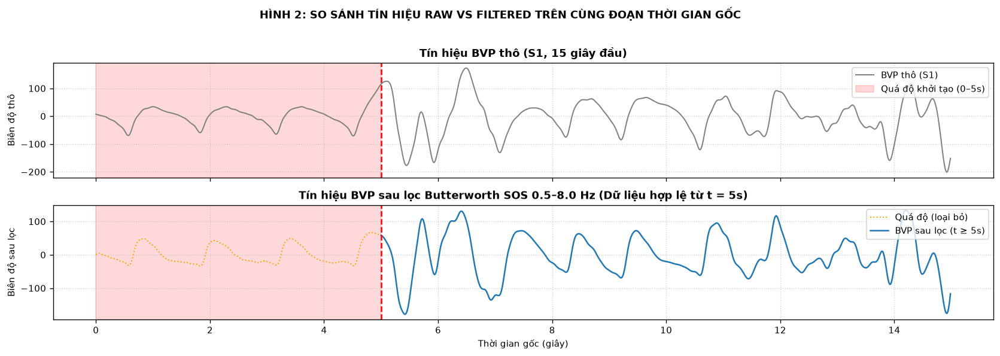 HÌNH 2: SO SÁNH TÍN HIỆU RAW VS FILTERED TRÊN CÙNG ĐOẠN THỜI GIAN GỐC
Tín hiệu BVP thô (S1, 15 giây đầu)
Biên độ thô
100
0
−100
−200
BVP thô (S1)
Quá độ khởi tạo (0–5s)
Tín hiệu BVP sau lọc Butterworth SOS 0.5–8.0 Hz (Dữ liệu hợp lệ từ t = 5s)
Biên độ sau lọc
100
0
−100
Quá độ (loại bỏ)
BVP sau lọc (t ≥ 5s)
0 2 4 6 8 10 12 14
Thời gian gốc (giây)